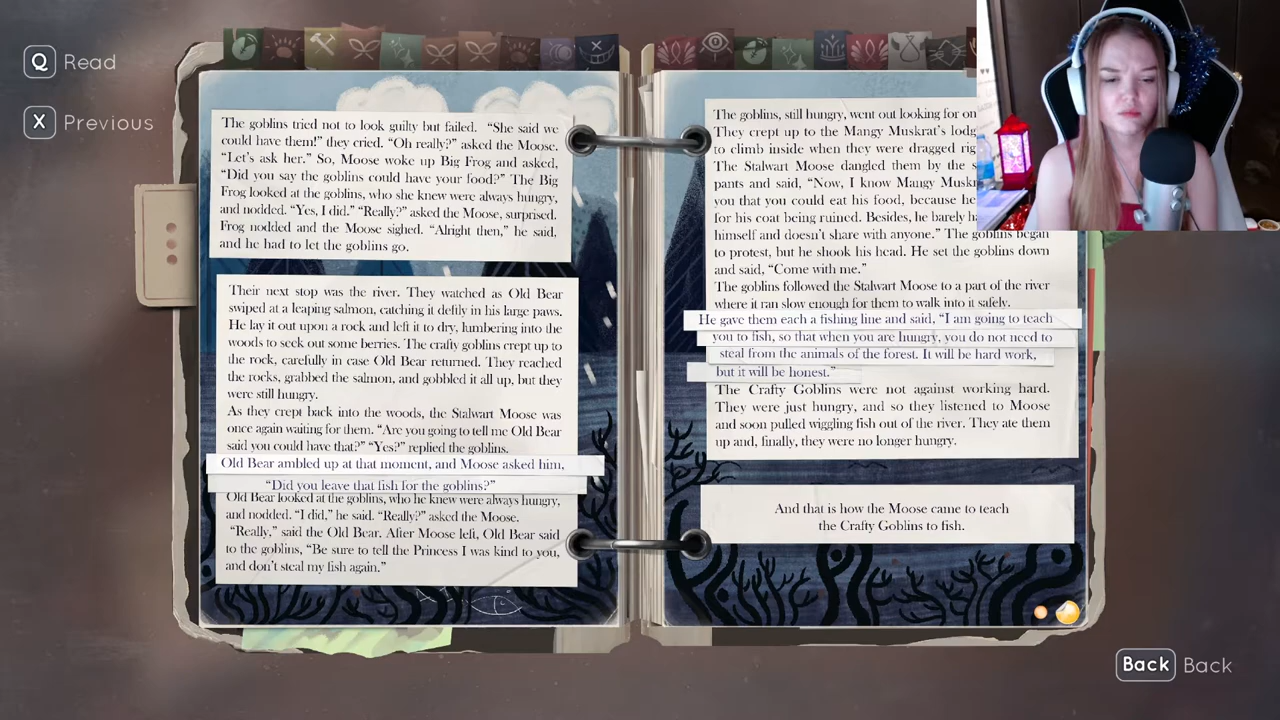 Q Read
X Previous
The goblins tried not to look guilty but failed. "She said we
could have them!" they cried. "Oh really?" asked the Moose.
"Let's ask her." So, Moose woke up Big Frog and asked,
"Did you say the goblins could have your food?" The Big
Frog looked at the goblins, who she knew were always hungry,
and nodded. "Yes, I did." "Really?" asked the Moose, surprised.
Frog nodded and the Moose sighed. "Alright then," he said,
and he had to let the goblins go.
Their next stop was the river. They watched as Old Bear
swiped at a leaping salmon, catching it deftly in his large paws.
He lay it out upon a rock and left it to dry, lumbering into the
woods to seek out some berries. The crafty goblins crept up to
the rock, carefully in case Old Bear returned. They reached
the rocks, grabbed the salmon, and gobbled it all up, but they
were still hungry.
As they crept back into the woods, the Stalwart Moose was
once again waiting for them. "Are you going to tell me Old Bear
said you could have that?" "Yes?" replied the goblins.
Old Bear ambled up at that moment, and Moose asked him,
"Did you leave that fish for the goblins?"
Old Bear looked at the goblins, who he knew were always hungry,
and nodded. "I did," he said. "Really?" asked the Moose.
"Really," said the Old Bear. After Moose left, Old Bear said
to the goblins, "Be sure to tell the Princess I was kind to you,
and don't steal my fish again."
The goblins, still hungry, went out looking for
They crept up to the Mangy Muskrat's
to climb inside when they were dragged
The Stalwart Moose dangled them by the
pants and said, "Now, I know Mangy
you that you could eat his food, because he
for his coat being ruined. Besides, he barely
himself and doesn't share with anyone." The goblins began
to protest, but he shook his head. He set the goblins down
and said, "Come with me."
The goblins followed the Stalwart Moose to a part of the river
where it ran slow enough for them to walk into it safely.
He gave them each a fishing line and said, "I am going to teach
you to fish, so that when you are hungry, you do not need to
steal from the animals of the forest. It will be hard work,
but it will be honest."
The Crafty Goblins were not against working hard.
They were just hungry, and so they listened to Moose
and soon pulled wiggling fish out of the river. They ate them
up and, finally, they were no longer hungry.
And that is how the Moose came to teach
the Crafty Goblins to fish.
Back Back